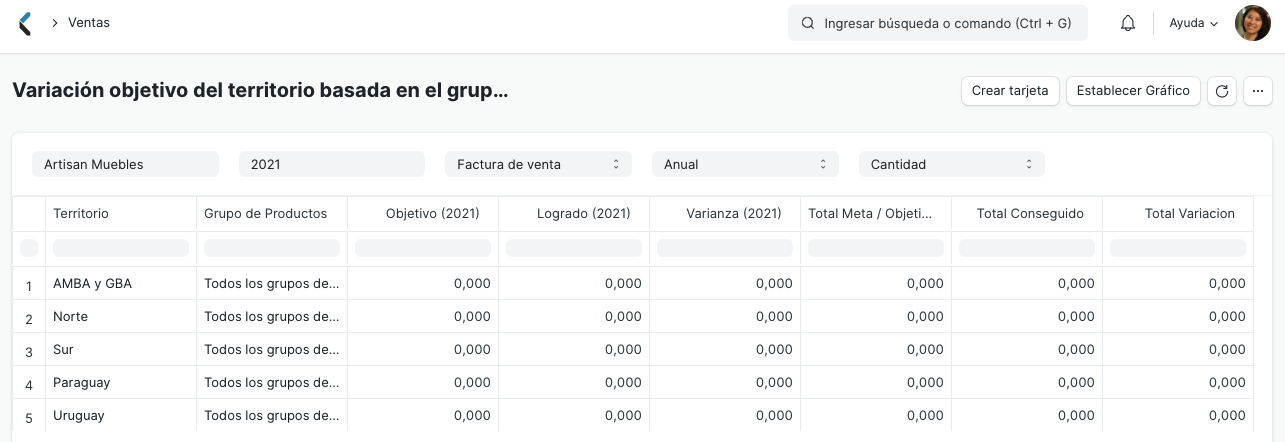 Ventas
Ingresar búsqueda o comando (Ctrl + G)
Ayuda
Variación objetivo del territorio basada en el grup...
Crear tarjeta
Establecer Gráfico
Artisan Muebles
2021
Factura de venta
Anual
Cantidad
Territorio Grupo de Productos Objetivo (2021) Logrado (2021) Varianza (2021) Total Meta / Objeti... Total Conseguido Total Variacion
1 AMBA y GBA Todos los grupos de... 0,000 0,000 0,000 0,000 0,000 0,000
2 Norte Todos los grupos de... 0,000 0,000 0,000 0,000 0,000 0,000
3 Sur Todos los grupos de... 0,000 0,000 0,000 0,000 0,000 0,000
4 Paraguay Todos los grupos de... 0,000 0,000 0,000 0,000 0,000 0,000
5 Uruguay Todos los grupos de... 0,000 0,000 0,000 0,000 0,000 0,000